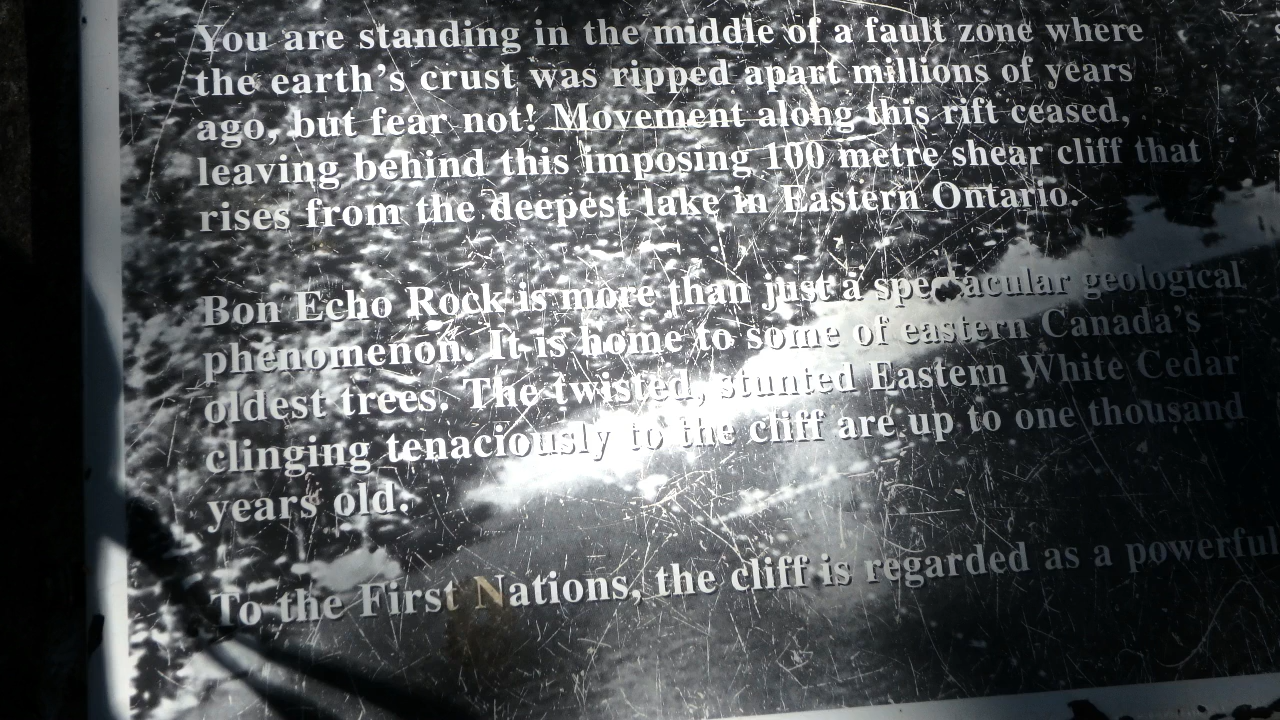 You are standing in the middle of a fault zone where
the earth's crust was ripped apart millions of years
ago, but fear not! Movement along this rift ceased,
leaving behind this imposing 100 metre shear cliff that
rises from the deepest lake in Eastern Ontario.
Bon Echo Rock is more than just a spectacular geological
phenomenon. It is home to some of eastern Canada's
oldest trees. The twisted, stunted Eastern White Cedar
clinging tenaciously to the cliff are up to one thousand
years old.
To the First Nations, the cliff is regarded as a powerful